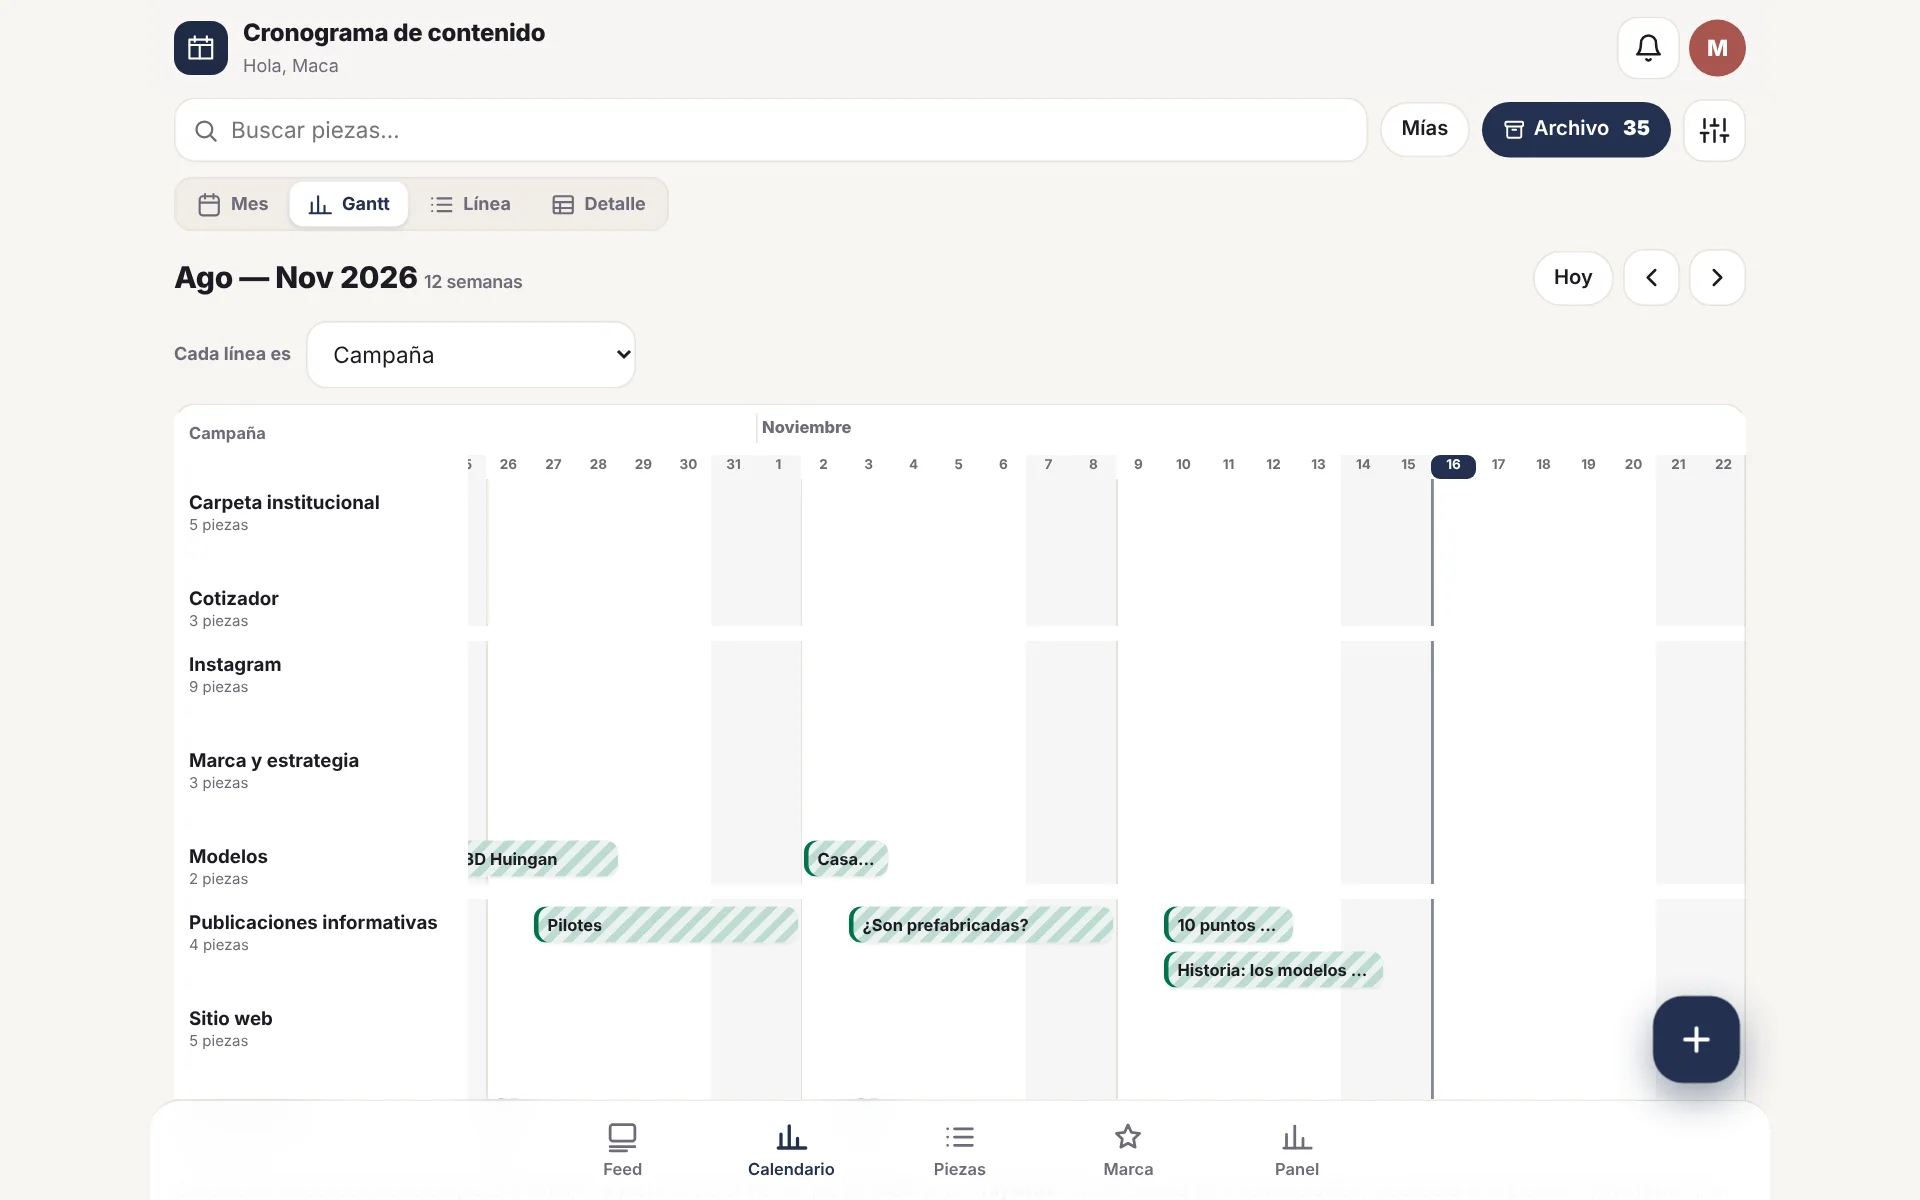 Cronograma de contenido
Hola, Maca
M
Buscar piezas...
Mías
Archivo 35
Mes
Gantt
Línea
Detalle
Ago — Nov 2026 12 semanas
Hoy
Cada línea es
Campaña
Campaña
Noviembre
26 27 28 29 30 31 1 2 3 4 5 6 7 8 9 10 11 12 13 14 15 16 17 18 19 20 21 22
Carpeta institucional
5 piezas
Cotizador
3 piezas
Instagram
9 piezas
Marca y estrategia
3 piezas
Modelos
2 piezas
3D Huingan
Casa...
Publicaciones informativas
4 piezas
Pilotes
¿Son prefabricadas?
10 puntos ...
Historia: los modelos ...
Sitio web
5 piezas
Feed
Calendario
Piezas
Marca
Panel